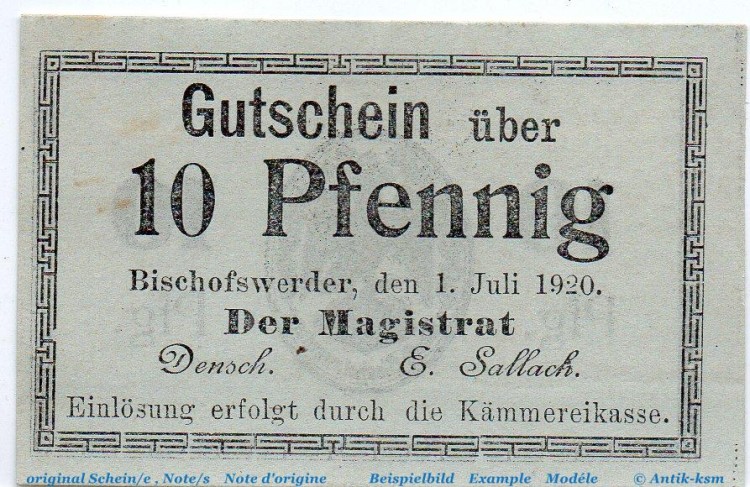 Gutschein über
10 Pfennig
Bischofswerder, den 1. Juli 1920.
Der Magistrat
Densch. E. Sallach.
Einlösung erfolgt durch die Kämmereikasse.
original Schein/e , Note/s Note d'origine Beispielbild Example Modéle © Antik-ksm